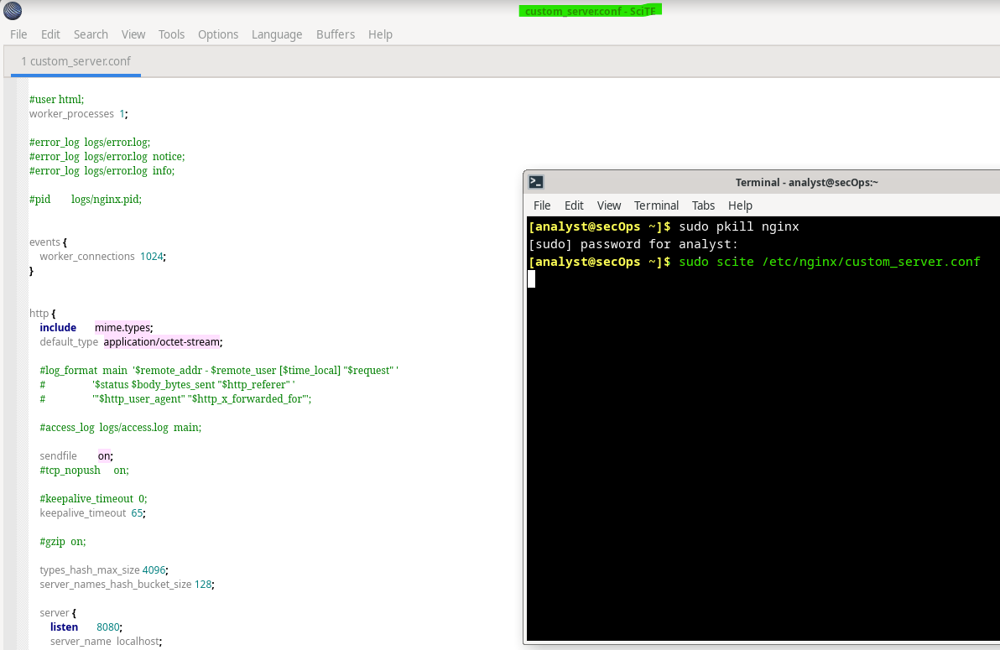 custom_server.conf - SciTE
File Edit Search View Tools Options Language Buffers Help
1 custom_server.conf
#user html;
worker_processes  1;
#error_log  logs/error.log;
#error_log  logs/error.log  notice;
#error_log  logs/error.log  info;
#pid        logs/nginx.pid;
events {
    worker_connections  1024;
}
http {
    include       mime.types;
    default_type  application/octet-stream;
    #log_format  main  '$remote_addr - $remote_user [$time_local] "$request" '
    #                  '$status $body_bytes_sent "$http_referer" '
    #                  '"$http_user_agent" "$http_x_forwarded_for"';
    #access_log  logs/access.log  main;
    sendfile        on;
    #tcp_nopush     on;
    #keepalive_timeout  0;
    keepalive_timeout  65;
    #gzip  on;
    types_hash_max_size 4096;
    server_names_hash_bucket_size 128;
    server {
        listen       8080;
        server_name  localhost;
Terminal - analyst@secOps:~
File Edit View Terminal Tabs Help
[analyst@secOps ~]$ sudo pkill nginx
[sudo] password for analyst:
[analyst@secOps ~]$ sudo scite /etc/nginx/custom_server.conf